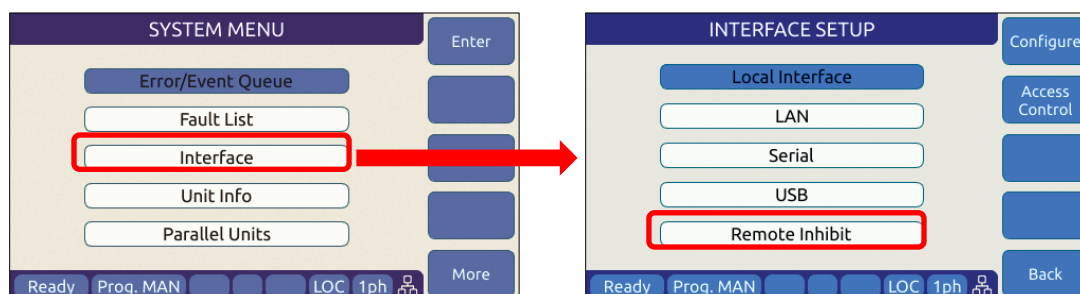 SYSTEM MENU
Enter
Error/Event Queue
Fault List
Interface
Unit Info
Parallel Units
More
Ready Prog. MAN LOC 1ph
INTERFACE SETUP
Configure
Local Interface
Access
Control
LAN
Serial
USB
Remote Inhibit
Back
Ready Prog. MAN LOC 1ph